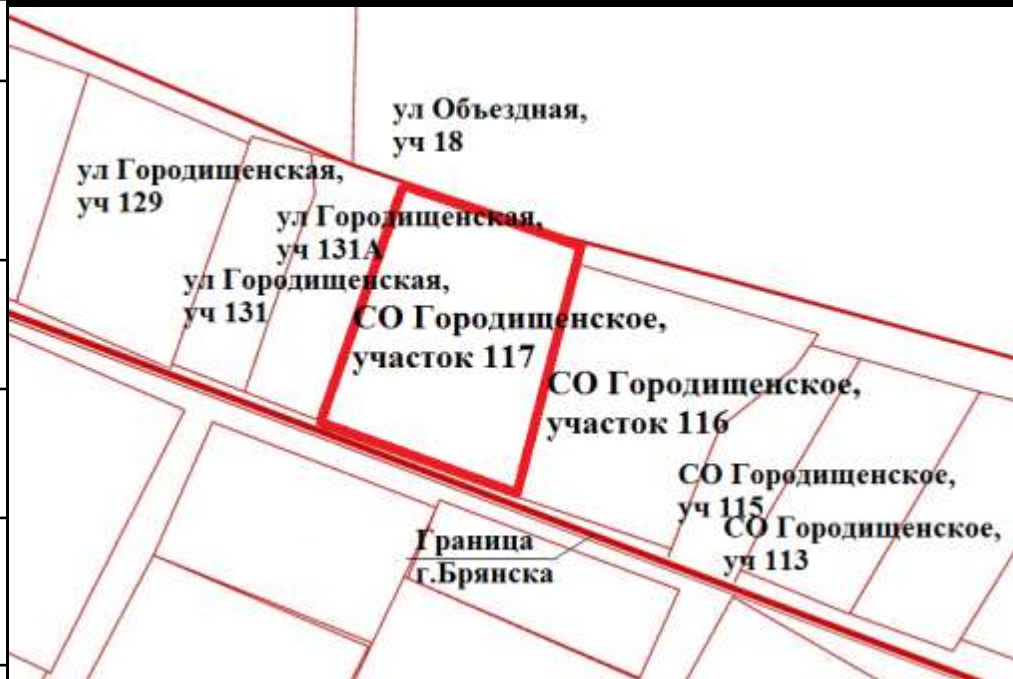 ул Объездная,
уч 18
ул Городищенская,
уч 129
ул Городищенская,
уч 131А
ул Городищенская,
уч 131
СО Городищенское,
участок 117
СО Городищенское,
участок 116
СО Городищенское,
уч 115
СО Городищенское,
уч 113
Граница
г.Брянска